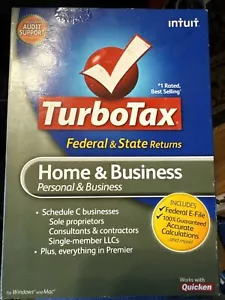 AUDIT
SUPPORT
intuit
#1 Rated,
Best Selling
TurboTax
Federal & State Returns
Home & Business
Personal & Business
• Schedule C businesses
Sole proprietors
Consultants & contractors
Single-member LLCs
• Plus, everything in Premier
INCLUDES
✓Federal E-File
✓100% Guaranteed
Accurate
Calculations
and more!
for Windows® and Mac®
Works with
Quicken